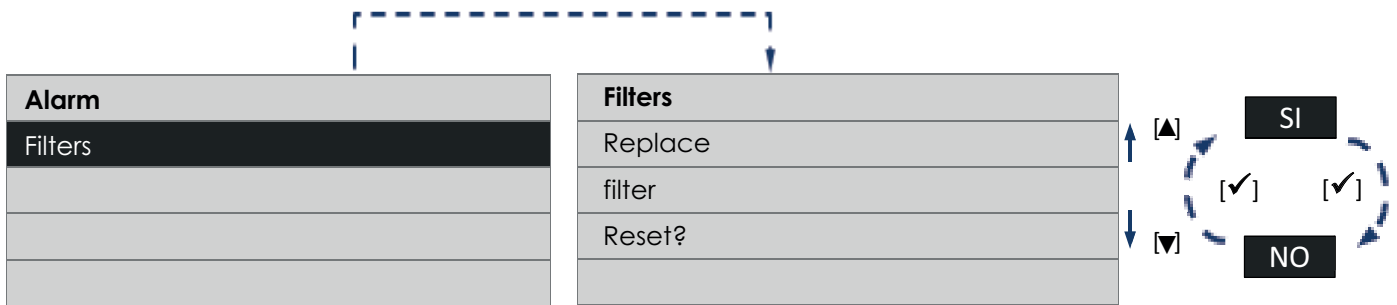 Alarm
Filters
Filters
Replace
filter
Reset?
[▲]
[▼]
SI
[✓] [✓]
NO